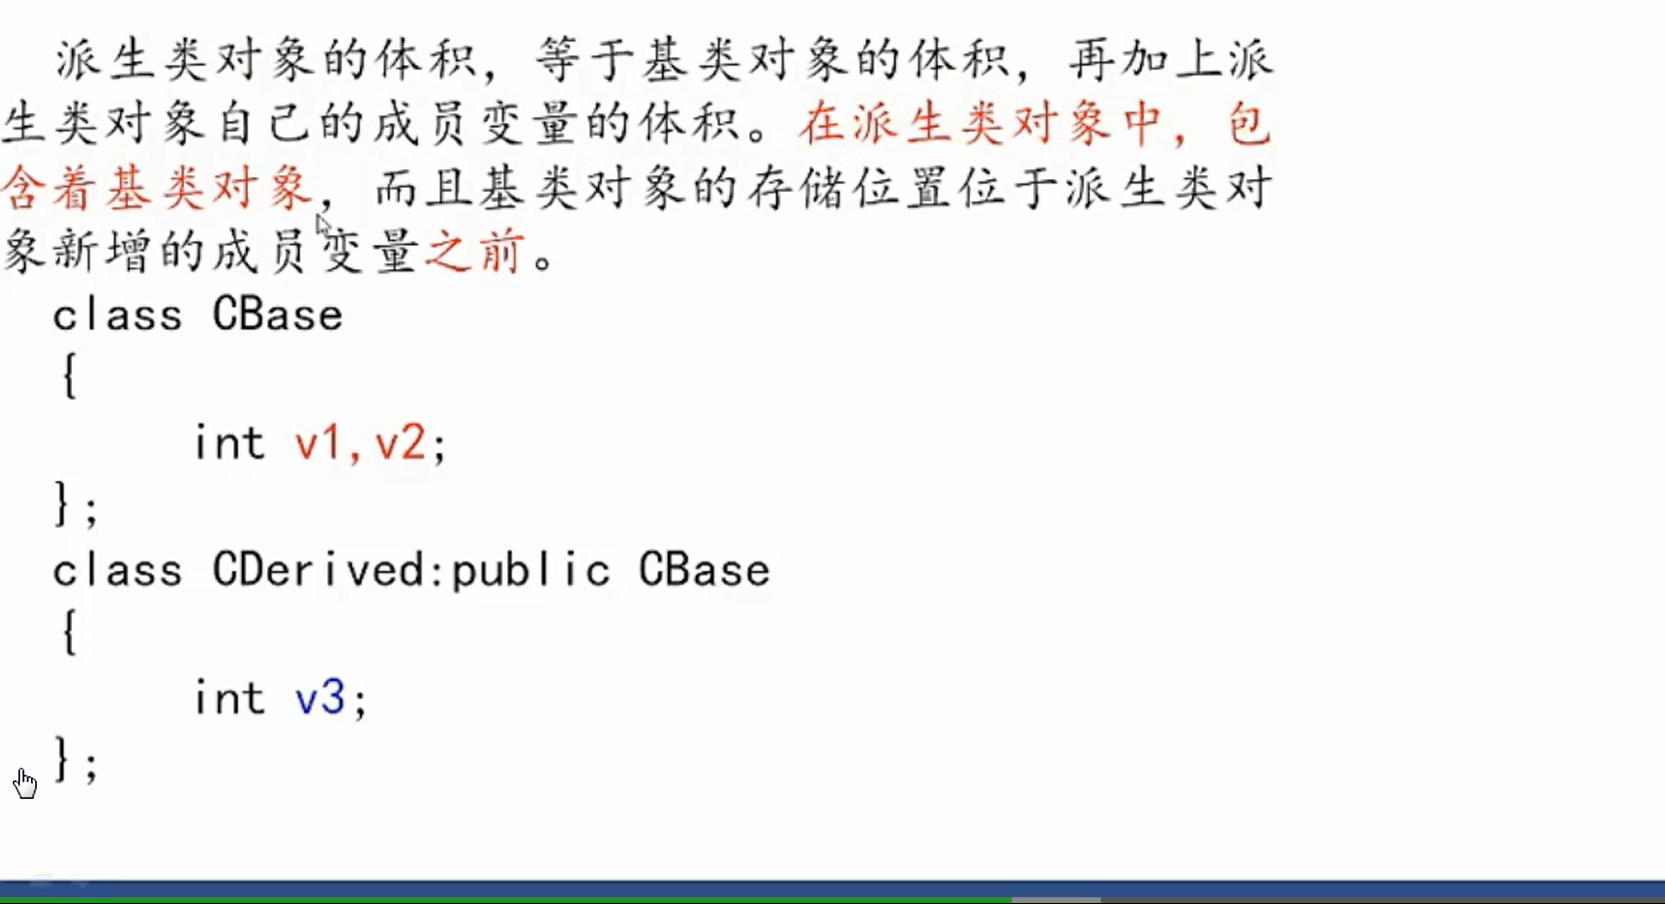 派生类对象的体积，等于基类对象的体积，再加上派
生类对象自己的成员变量的体积。在派生类对象中，包
含着基类对象，而且基类对象的存储位置位于派生类对
象新增的成员变量之前。
class CBase
{
int v1,v2;
};
class CDerived:public CBase
{
int v3;
};